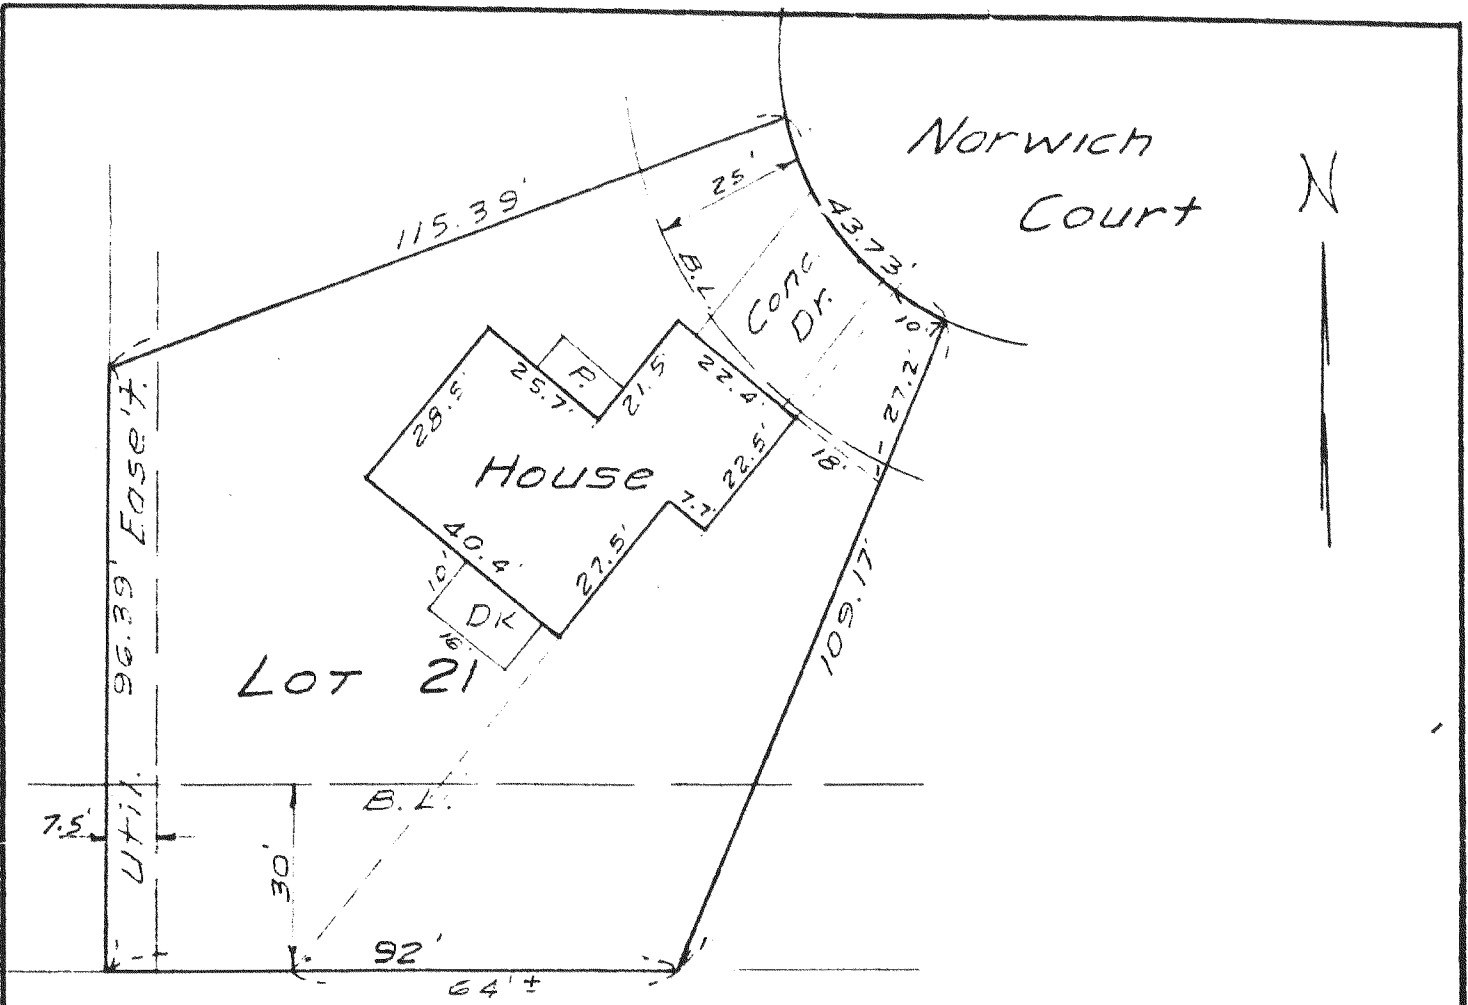 Norwich
Court
N
115.39'
25'
B.L.
43.73'
Conc.
Dr.
10.7
27.2'
P.
25.7'
21.5
22.4'
28.5'
House
22.5'
18'
7.7'
40.4'
27.5'
10'
DK
16'
Lot 21
109.17'
Util. 96.39' Ease't.
B.L.
7.5'
30'
92'
64'±